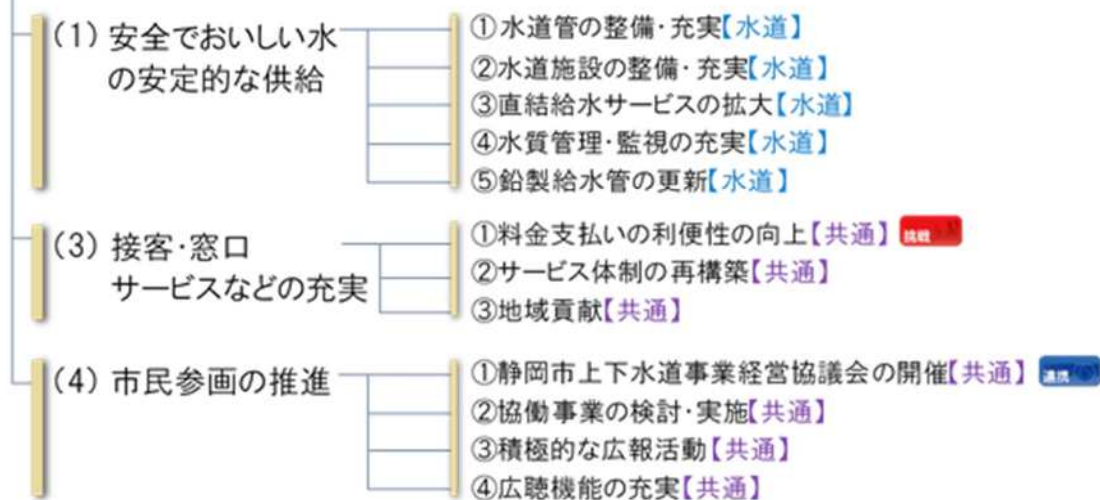 (1) 安全でおいしい水
の安定的な供給
①水道管の整備・充実【水道】
②水道施設の整備・充実【水道】
③直結給水サービスの拡大【水道】
④水質管理・監視の充実【水道】
⑤鉛製給水管の更新【水道】
(3) 接客・窓口
サービスなどの充実
①料金支払いの利便性の向上【共通】 挑戦
②サービス体制の再構築【共通】
③地域貢献【共通】
(4) 市民参画の推進
①静岡市上下水道事業経営協議会の開催【共通】 連携
②協働事業の検討・実施【共通】
③積極的な広報活動【共通】
④広聴機能の充実【共通】